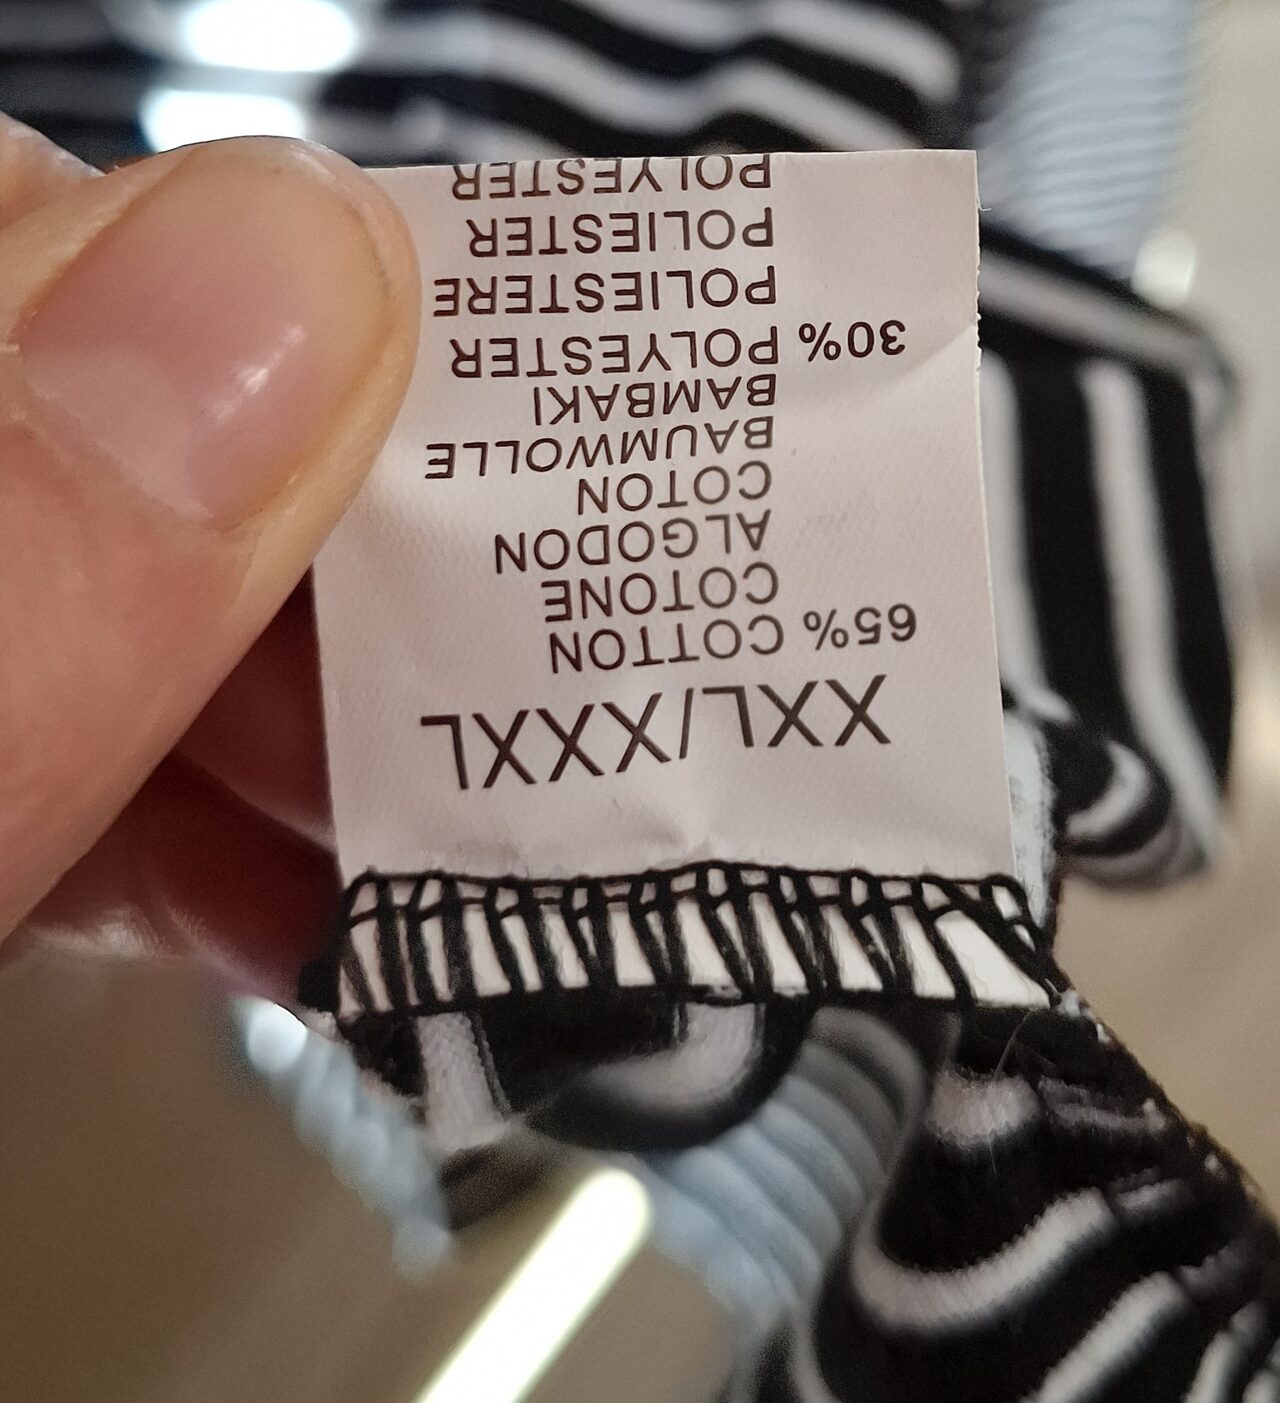 XXL/XXXL
65% COTTON
COTONE
ALGODON
COTON
BAUMWOLLE
BAMBAKI
30% POLYESTER
POLIESTERE
POLIESTER
POLYESTER